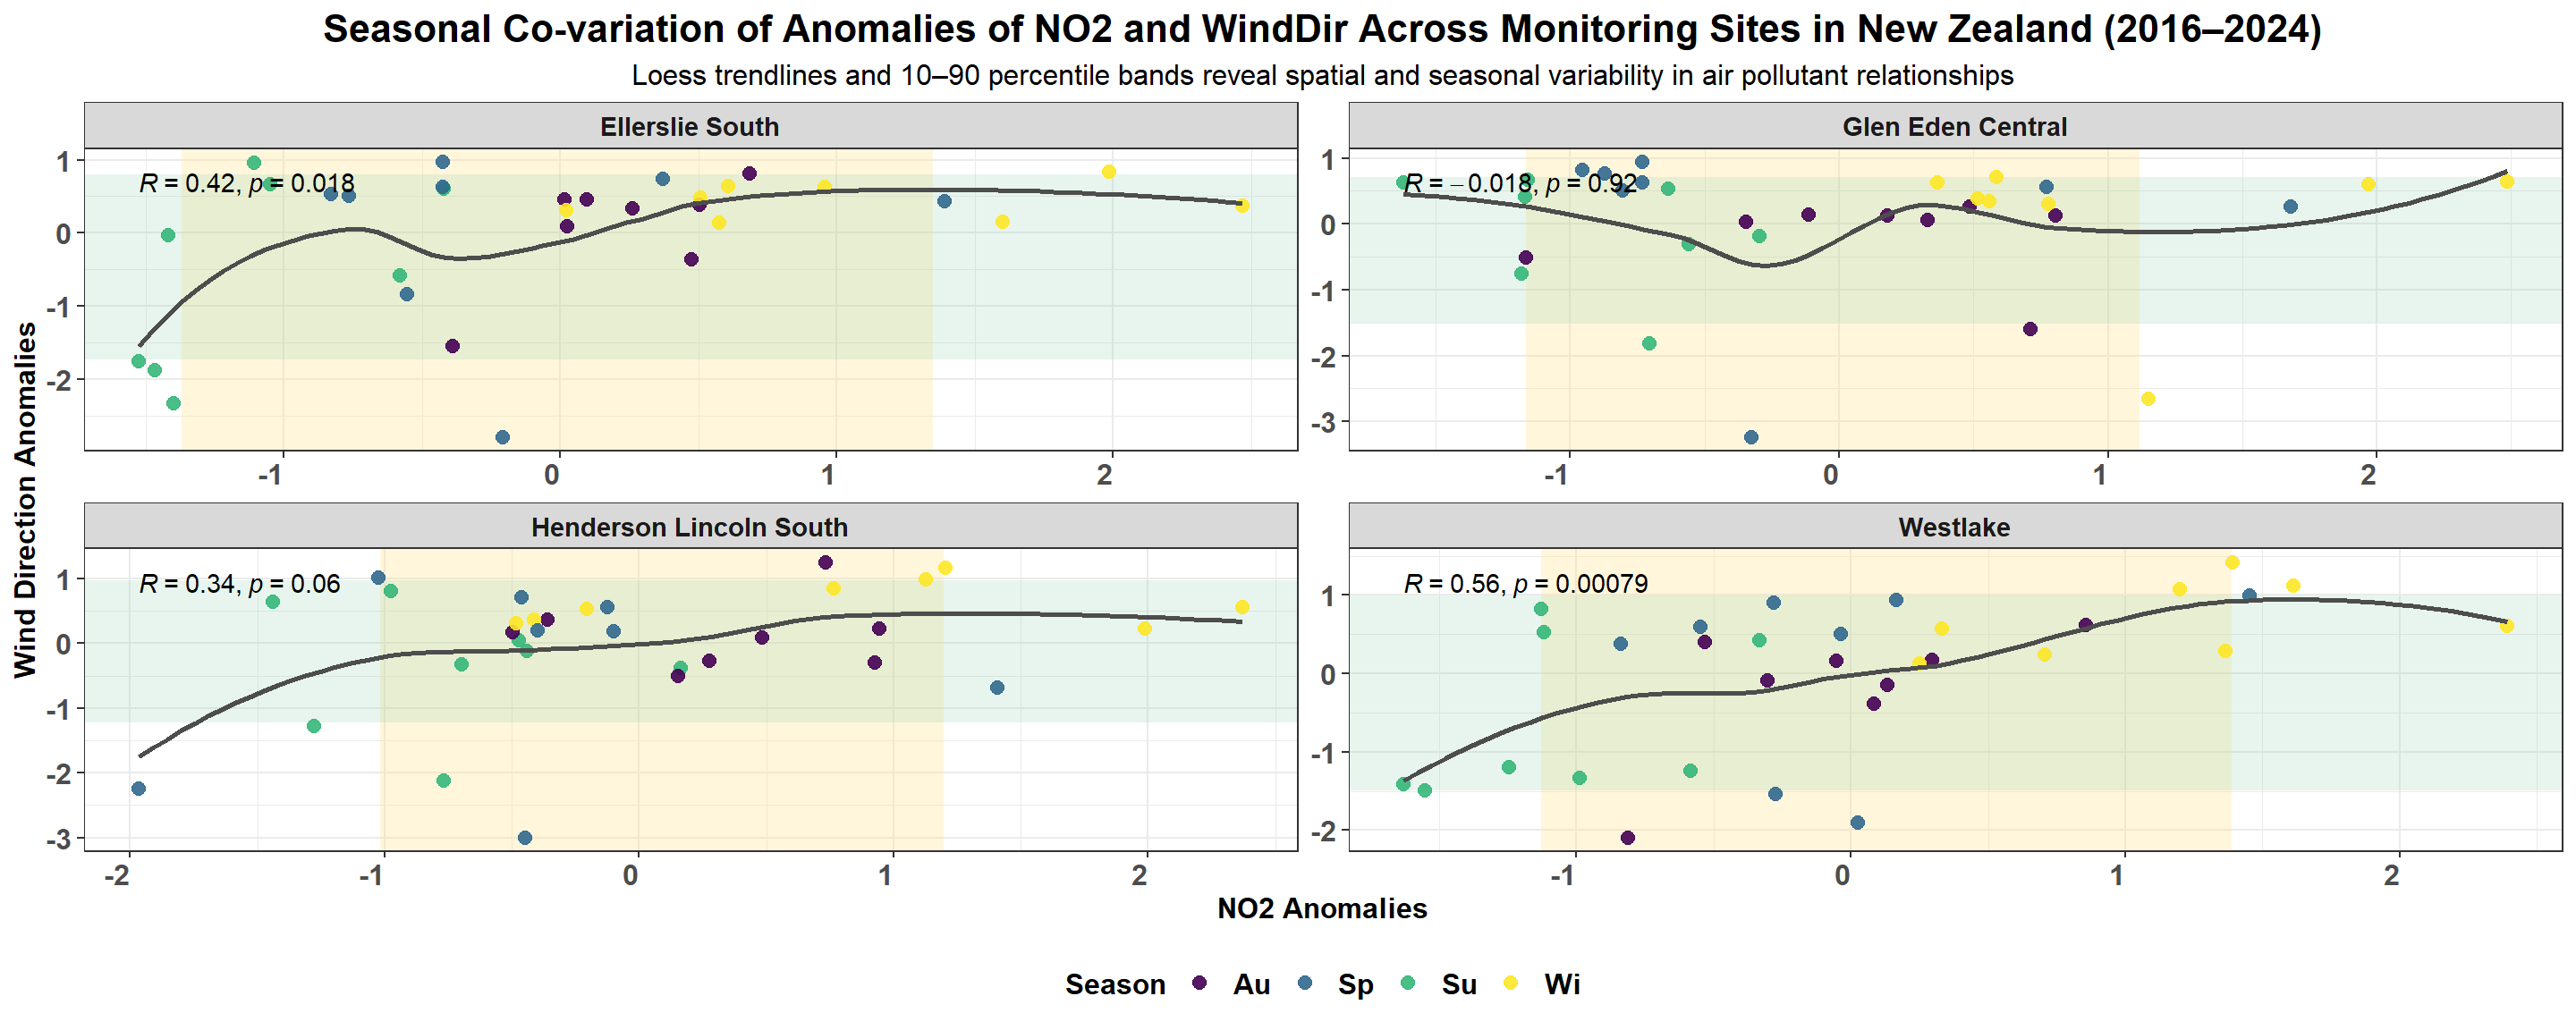 Seasonal Co-variation of Anomalies of NO2 and WindDir Across Monitoring Sites in New Zealand (2016–2024)
Loess trendlines and 10–90 percentile bands reveal spatial and seasonal variability in air pollutant relationships
Ellerslie South
R = 0.42, p = 0.018
1
0
-1
-2
-1 0 1 2
Glen Eden Central
R = −0.018, p = 0.92
1
0
-1
-2
-3
-1 0 1 2
Henderson Lincoln South
R = 0.34, p = 0.06
1
0
-1
-2
-3
-2 -1 0 1 2
Westlake
R = 0.56, p = 0.00079
1
0
-1
-2
-1 0 1 2
Wind Direction Anomalies
NO2 Anomalies
Season Au Sp Su Wi